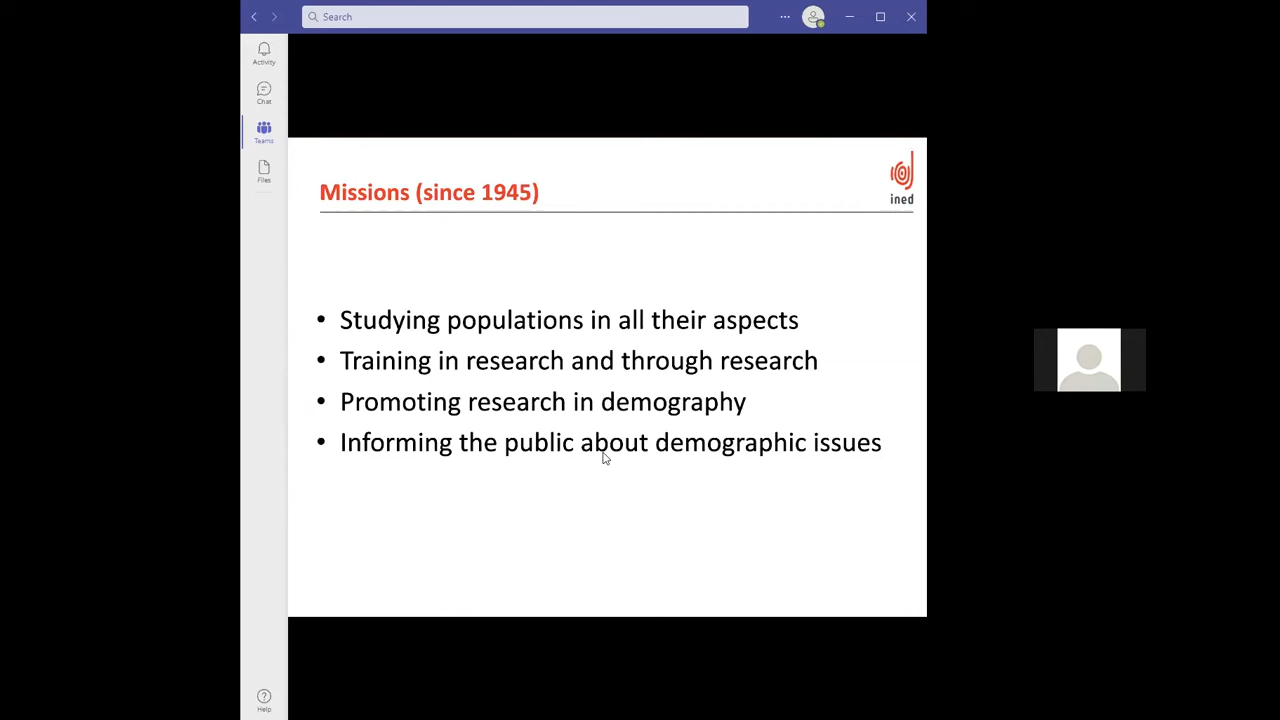 Search
Activity
Chat
Teams
Files
Missions (since 1945)
ined
• Studying populations in all their aspects
• Training in research and through research
• Promoting research in demography
• Informing the public about demographic issues
Help